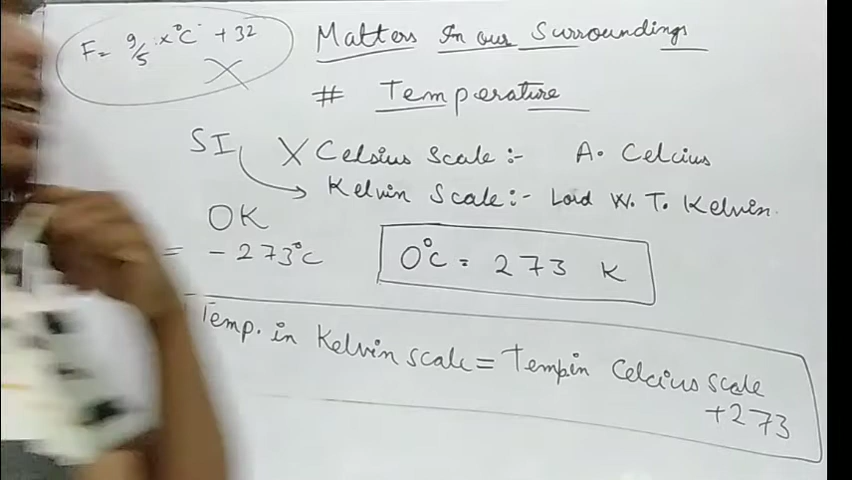 F = 9/5 x °C + 32
X
Matters In our Surroundings
# Temperature
SI X Celsius Scale :- A. Celcius
Kelvin Scale :- Lord W. T. Kelvin.
OK
= - 273°C
0°C = 273 K
Temp. in Kelvin scale = Temp in Celcius scale
+273